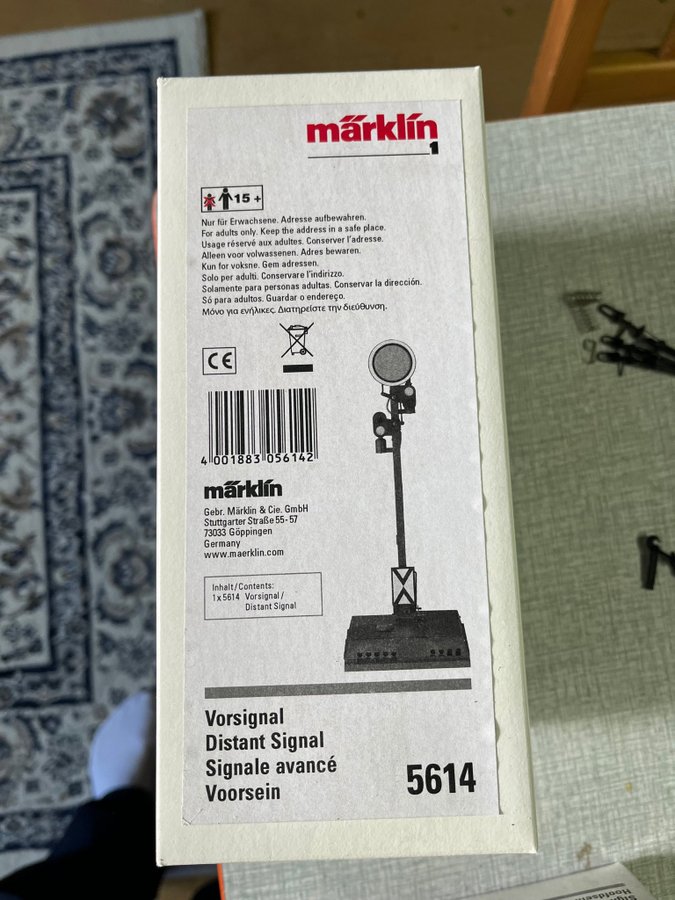 märklín
1
15 +
Nur für Erwachsene. Adresse aufbewahren.
For adults only. Keep the address in a safe place.
Usage réservé aux adultes. Conserver l'adresse.
Alleen voor volwassenen. Adres bewaren.
Kun for voksne. Gem adressen.
Solo per adulti. Conservare l'indirizzo.
Solamente para personas adultas. Conservar la dirección.
Só para adultos. Guardar o endereço.
Μόνο για ενήλικες. Διατηρείστε την διεύθυνση.
CE
4 001883 056142
märklín
Gebr. Märklin & Cie. GmbH
Stuttgarter Straße 55-57
73033 Göppingen
Germany
www.maerklin.com
Inhalt/Contents:
1 x 5614 Vorsignal /
Distant Signal
Vorsignal
Distant Signal
Signale avancé
Voorsein
5614